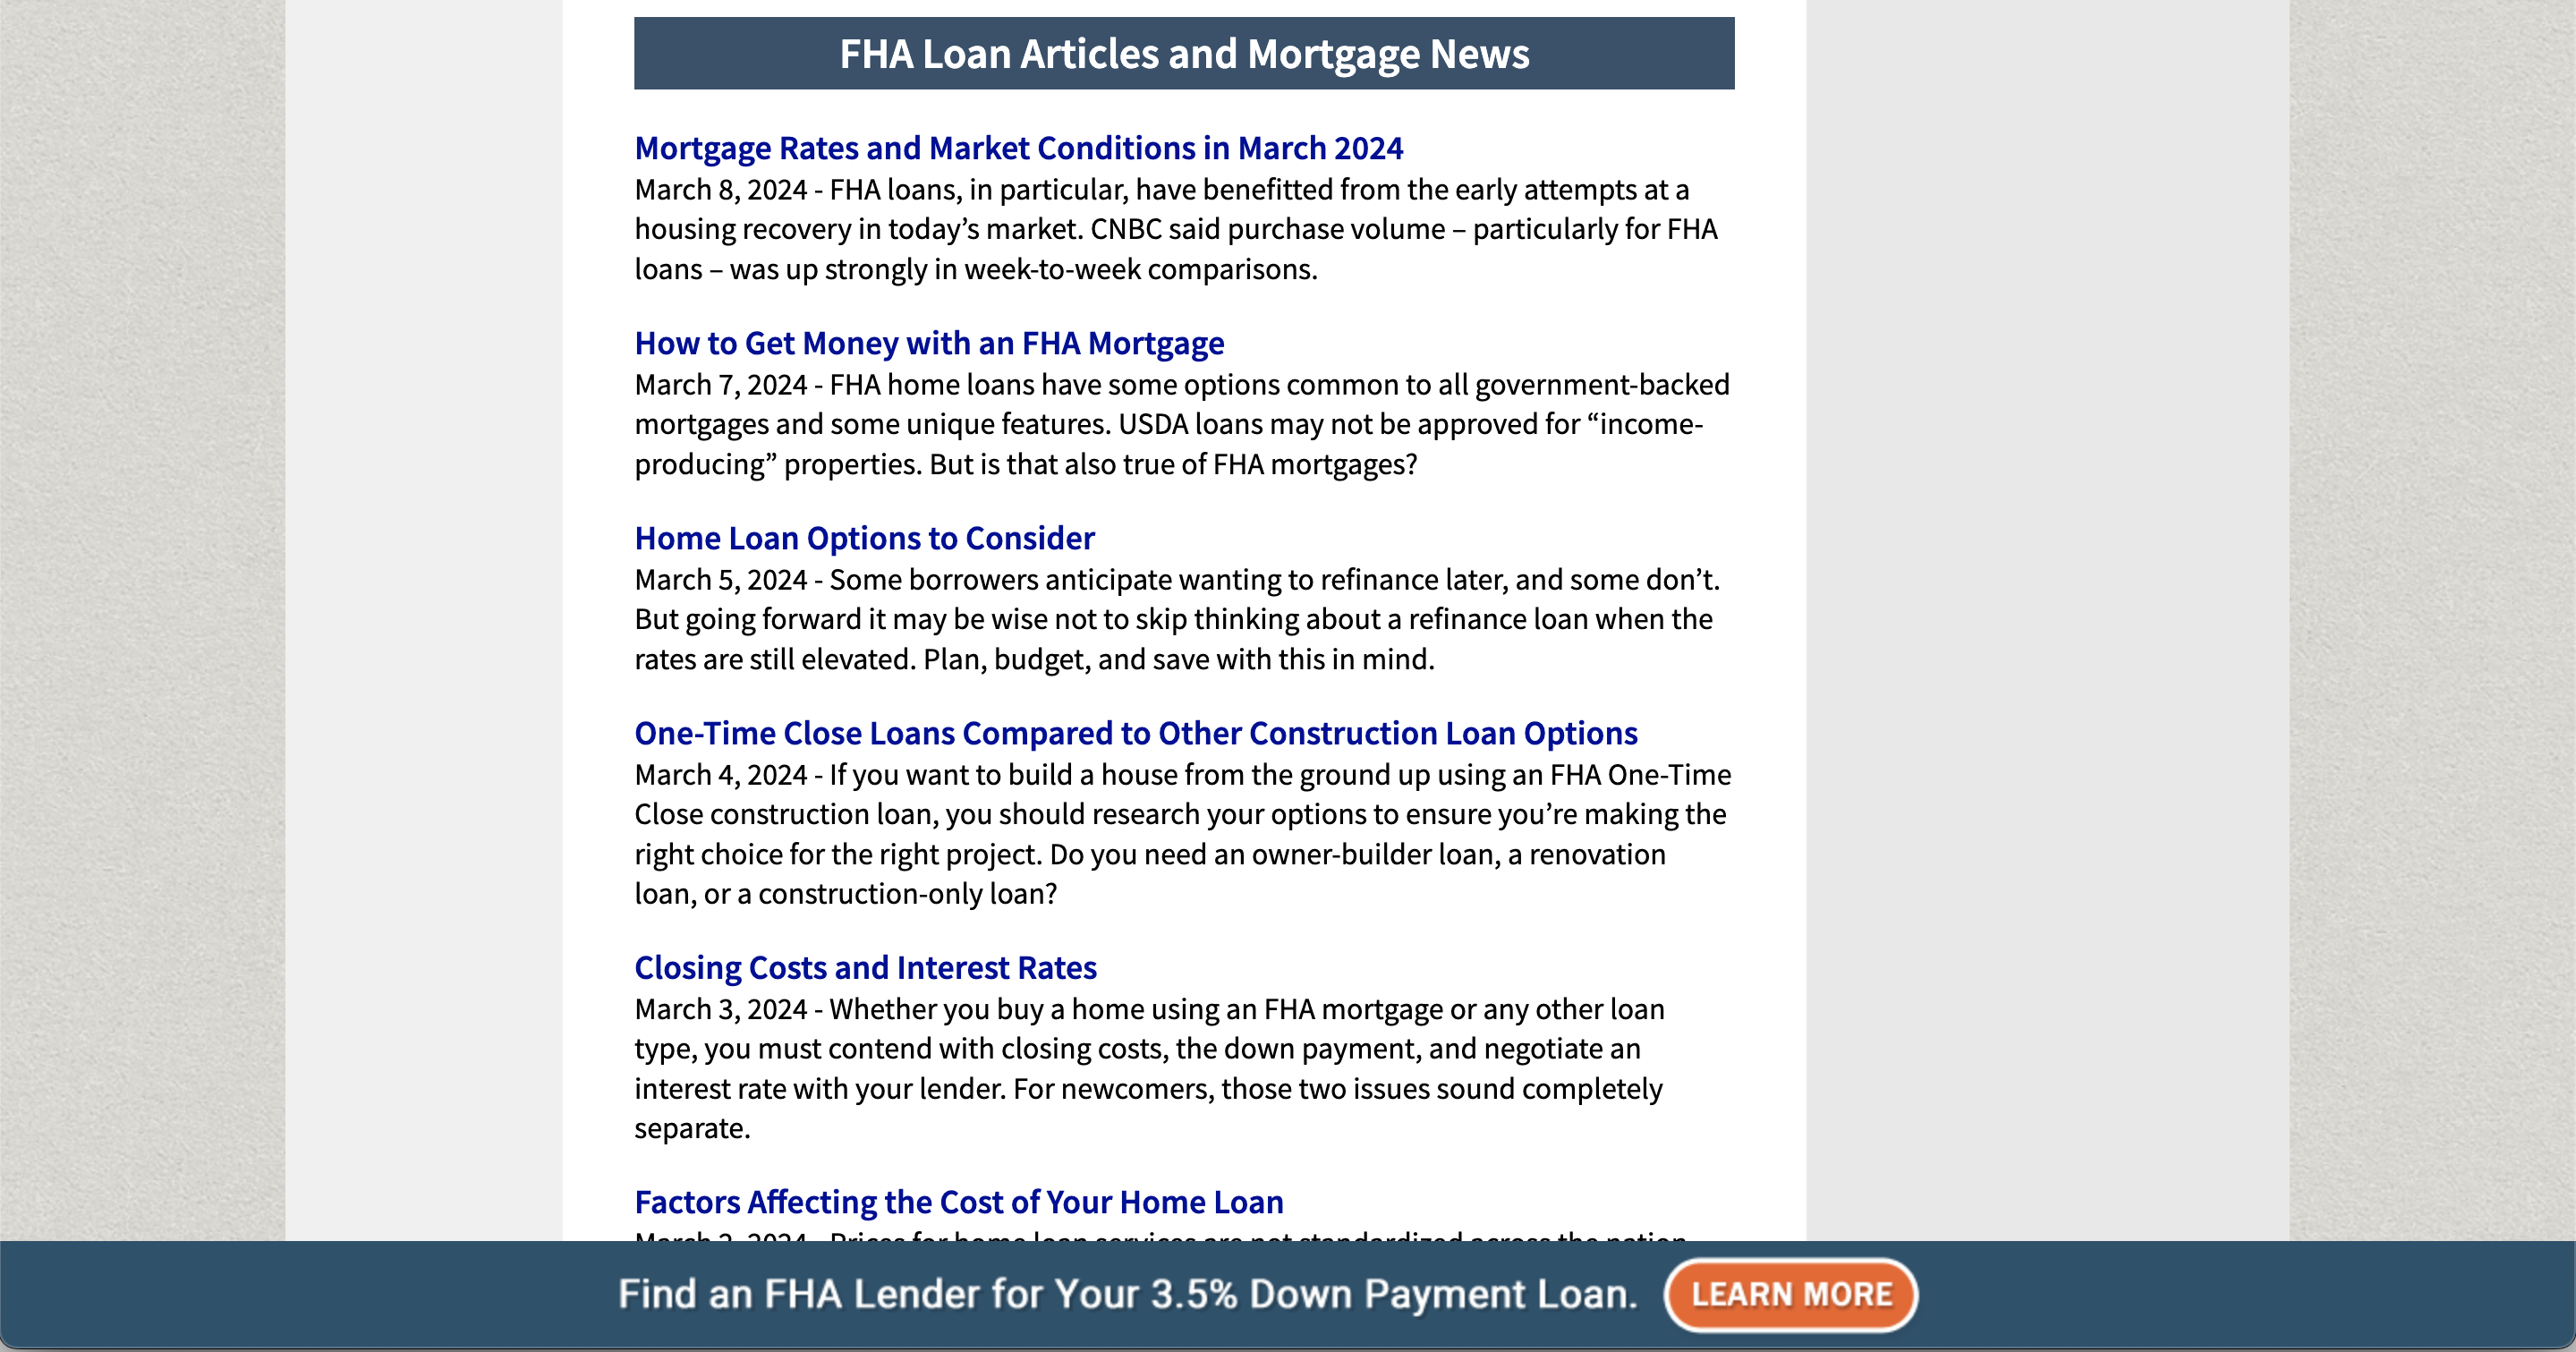 FHA Loan Articles and Mortgage News
Mortgage Rates and Market Conditions in March 2024
March 8, 2024 - FHA loans, in particular, have benefitted from the early attempts at a
housing recovery in today’s market. CNBC said purchase volume – particularly for FHA
loans – was up strongly in week-to-week comparisons.
How to Get Money with an FHA Mortgage
March 7, 2024 - FHA home loans have some options common to all government-backed
mortgages and some unique features. USDA loans may not be approved for “income-
producing” properties. But is that also true of FHA mortgages?
Home Loan Options to Consider
March 5, 2024 - Some borrowers anticipate wanting to refinance later, and some don’t.
But going forward it may be wise not to skip thinking about a refinance loan when the
rates are still elevated. Plan, budget, and save with this in mind.
One-Time Close Loans Compared to Other Construction Loan Options
March 4, 2024 - If you want to build a house from the ground up using an FHA One-Time
Close construction loan, you should research your options to ensure you’re making the
right choice for the right project. Do you need an owner-builder loan, a renovation
loan, or a construction-only loan?
Closing Costs and Interest Rates
March 3, 2024 - Whether you buy a home using an FHA mortgage or any other loan
type, you must contend with closing costs, the down payment, and negotiate an
interest rate with your lender. For newcomers, those two issues sound completely
separate.
Factors Affecting the Cost of Your Home Loan
March 2, 2024 - Prices for home loan services are not standardized across the nation.
Find an FHA Lender for Your 3.5% Down Payment Loan. LEARN MORE